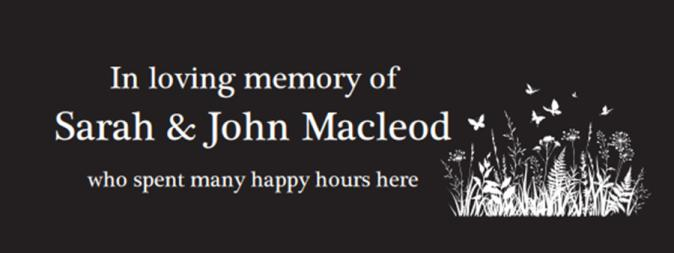 In loving memory of
Sarah & John Macleod
who spent many happy hours here